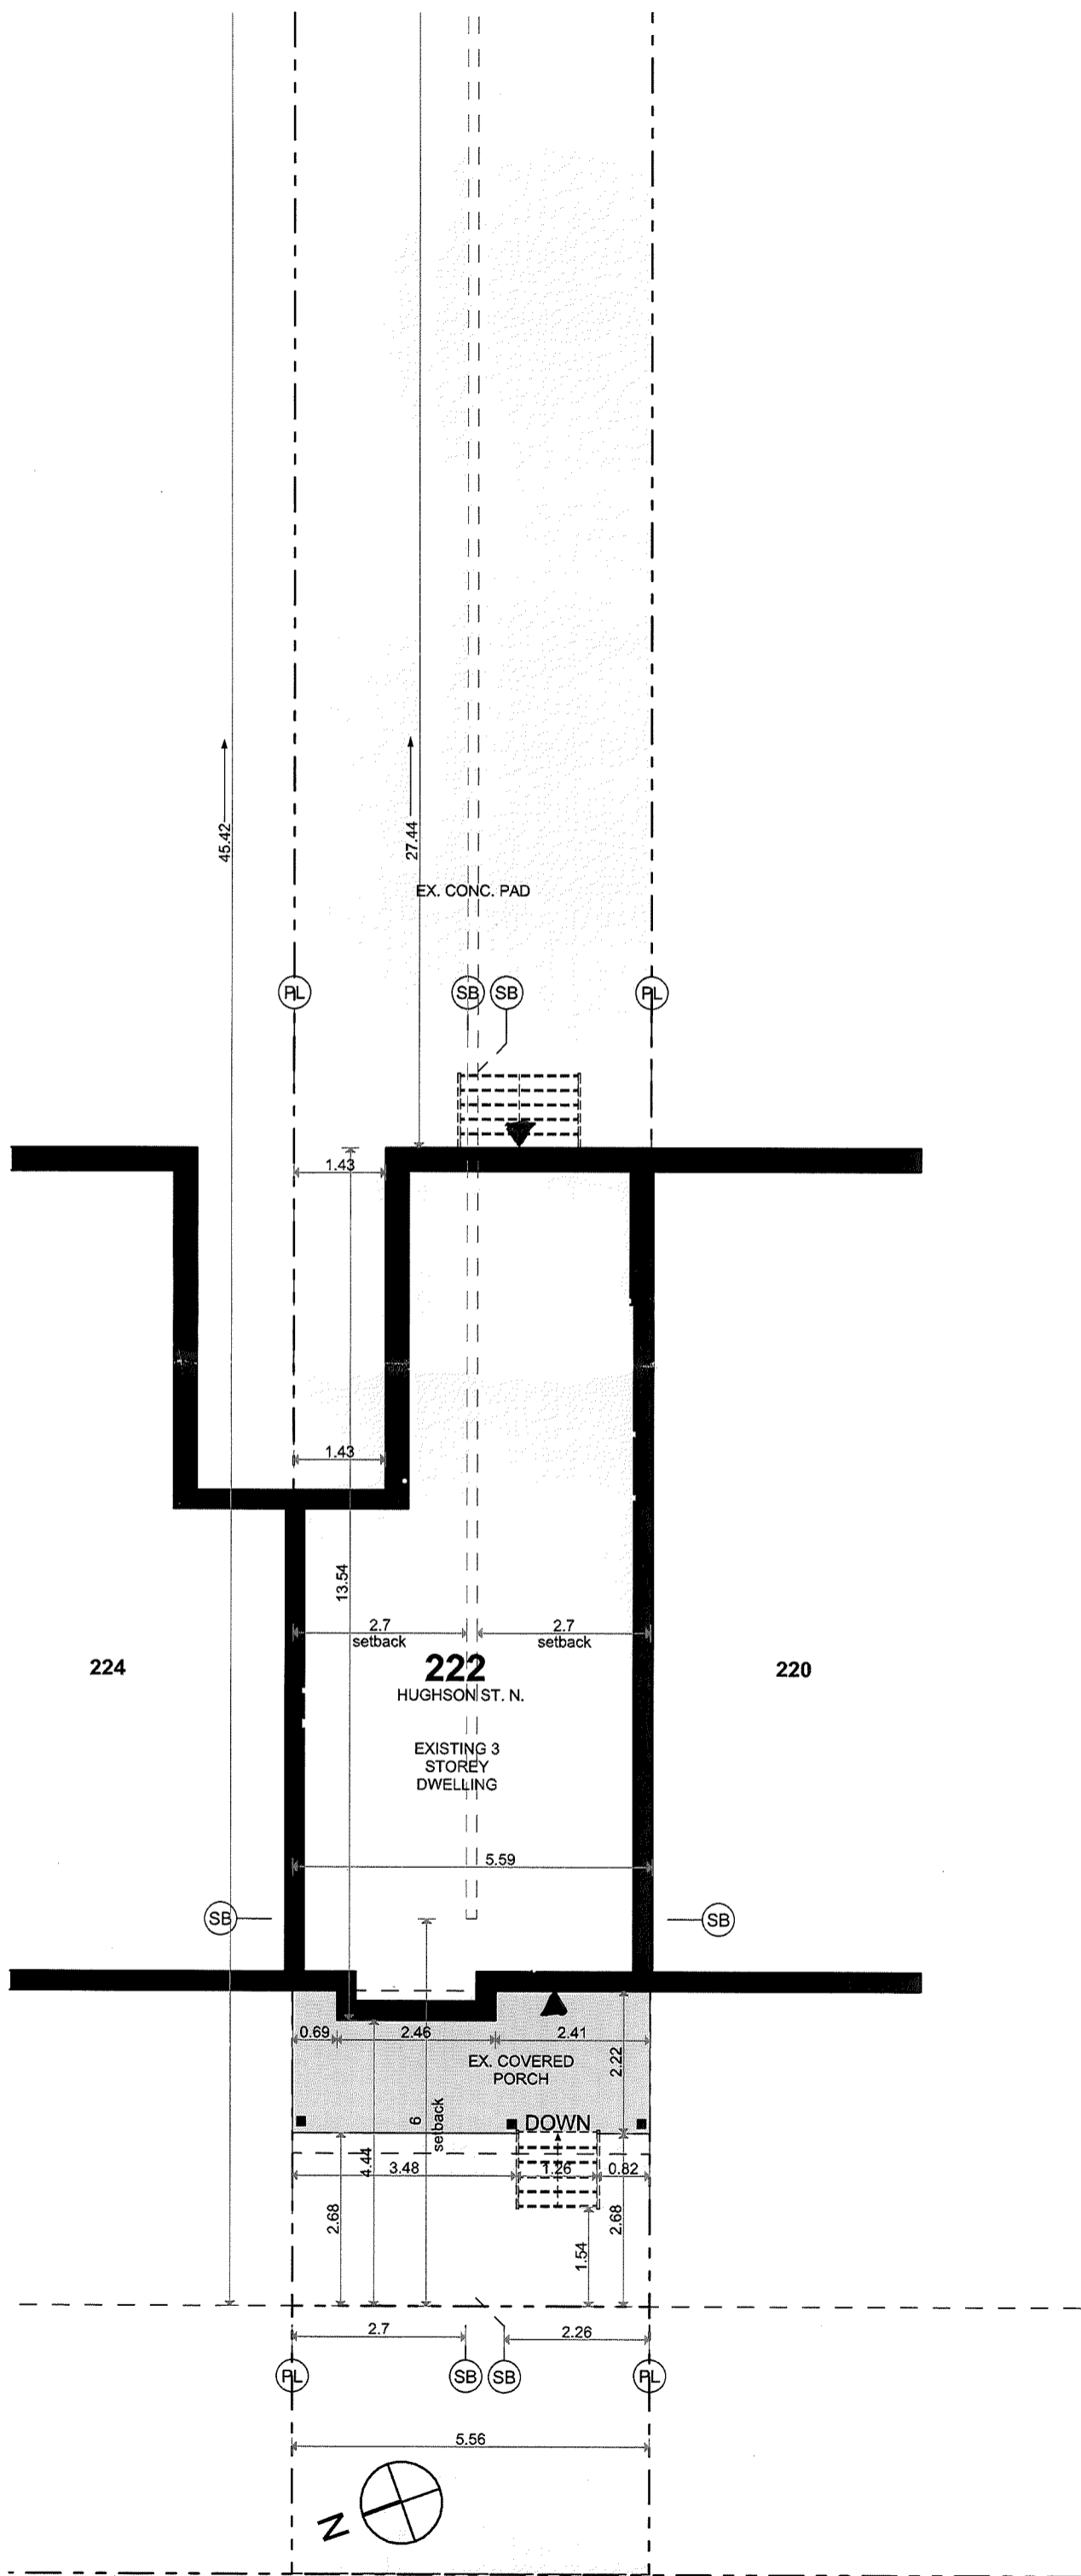 45.42
27.44
EX. CONC. PAD
PL
SB
SB
PL
1.43
1.43
13.54
2.7
setback
2.7
setback
224
222
220
HUGHSON ST. N.
EXISTING 3
STOREY
DWELLING
5.59
SB
SB
0.69
2.46
2.41
2.22
EX. COVERED
PORCH
6
setback
DOWN
4.44
3.48
1.26
0.82
2.68
2.68
1.54
2.7
2.26
PL
SB
SB
PL
5.56
N